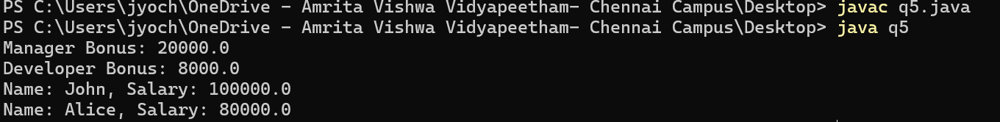 PS C:\Users\jyoch\OneDrive - Amrita Vishwa Vidyapeetham- Chennai Campus\Desktop> javac q5.java
PS C:\Users\jyoch\OneDrive - Amrita Vishwa Vidyapeetham- Chennai Campus\Desktop> java q5
Manager Bonus: 20000.0
Developer Bonus: 8000.0
Name: John, Salary: 100000.0
Name: Alice, Salary: 80000.0